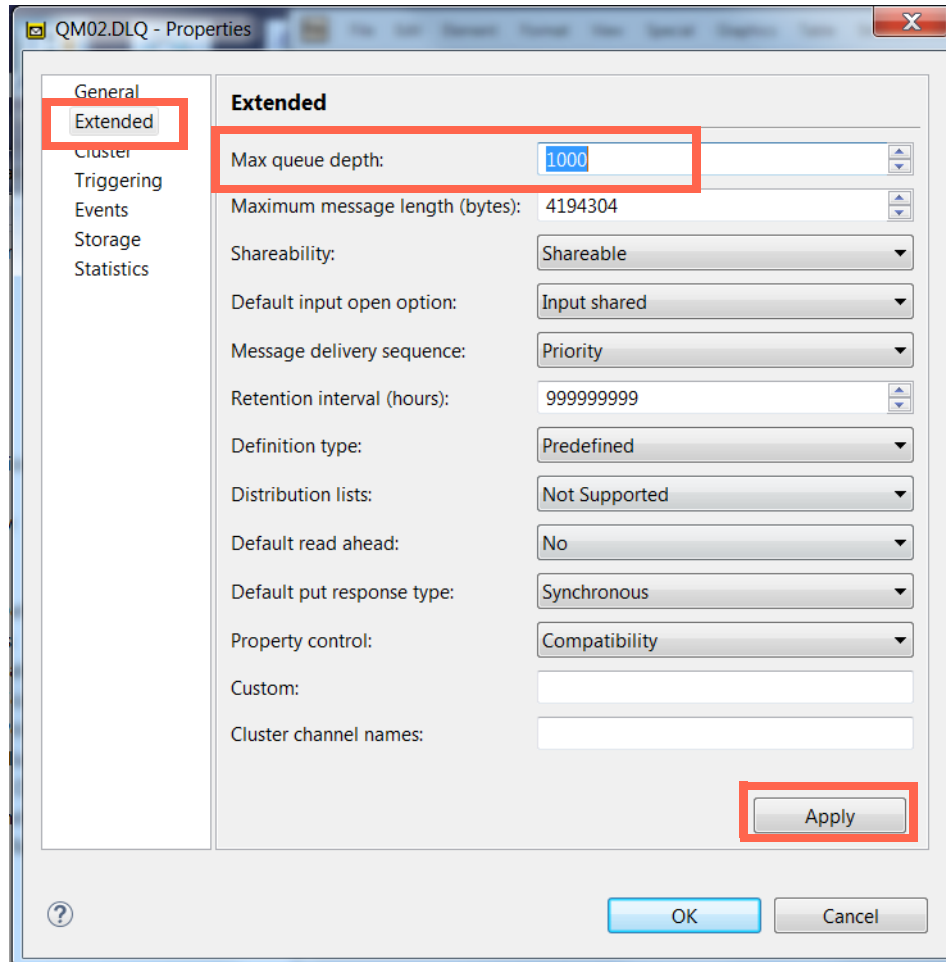 QM02.DLQ - Properties
General
Extended
Cluster
Triggering
Events
Storage
Statistics
Extended
Max queue depth: 1000
Maximum message length (bytes): 4194304
Shareability: Shareable
Default input open option: Input shared
Message delivery sequence: Priority
Retention interval (hours): 999999999
Definition type: Predefined
Distribution lists: Not Supported
Default read ahead: No
Default put response type: Synchronous
Property control: Compatibility
Custom:
Cluster channel names:
Apply
?
OK Cancel